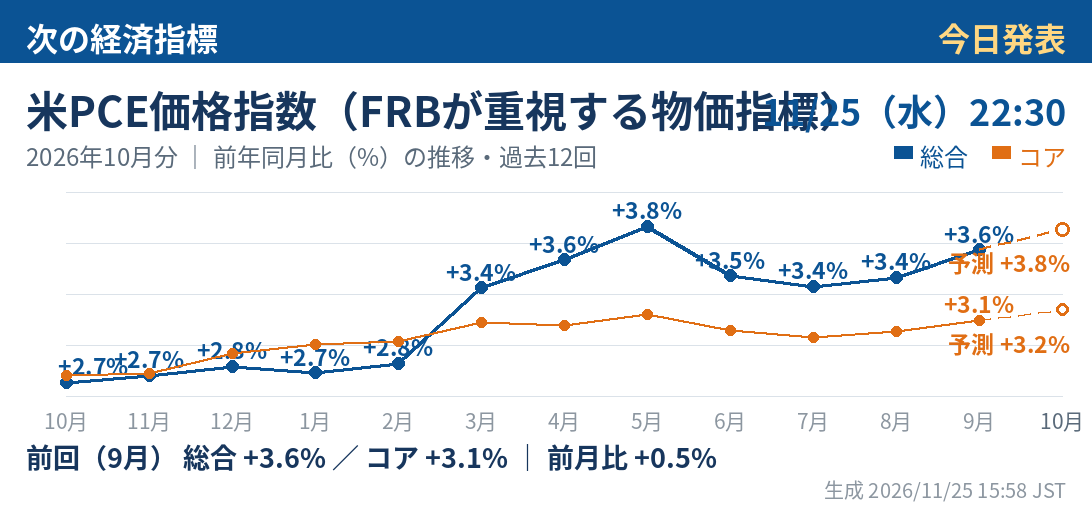 次の経済指標 今日発表
米PCE価格指数（FRBが重視する物価指標） 11/25（水）22:30
2026年10月分 ｜ 前年同月比（%）の推移・過去12回 総合 コア
+3.8%
+3.6% +3.6%
+3.4% +3.5% +3.4% +3.4% 予測 +3.8%
+3.1%
+2.7% +2.7% +2.8% +2.7% +2.8% 予測 +3.2%
10月 11月 12月 1月 2月 3月 4月 5月 6月 7月 8月 9月 10月
前回（9月） 総合 +3.6% ／ コア +3.1% ｜ 前月比 +0.5%
生成 2026/11/25 15:58 JST